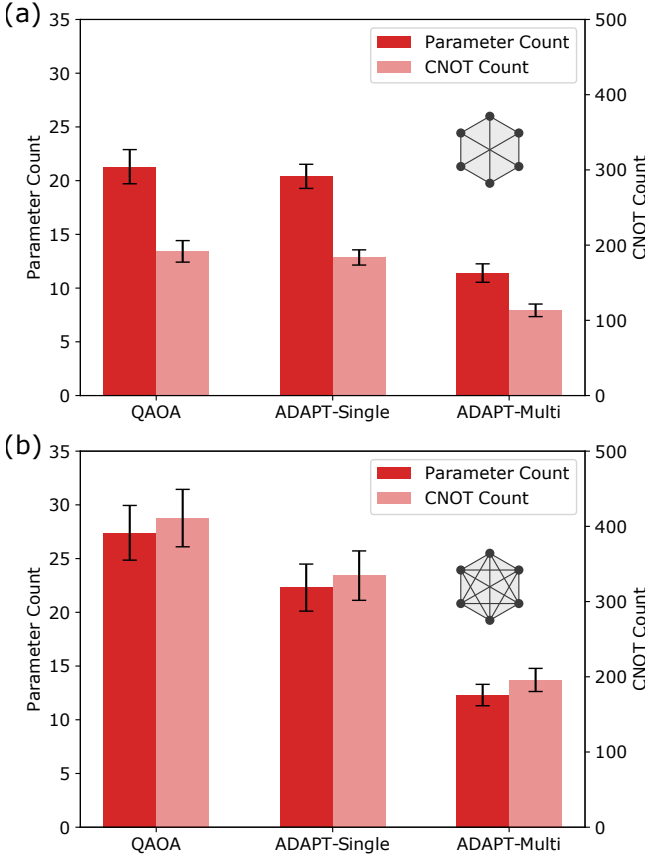 (a)
35
30
25
20
15
10
5
0
Parameter Count
500
400
300
200
100
0
CNOT Count
Parameter Count
CNOT Count
QAOA
ADAPT-Single
ADAPT-Multi
(b)
35
30
25
20
15
10
5
0
Parameter Count
500
400
300
200
100
0
CNOT Count
Parameter Count
CNOT Count
QAOA
ADAPT-Single
ADAPT-Multi